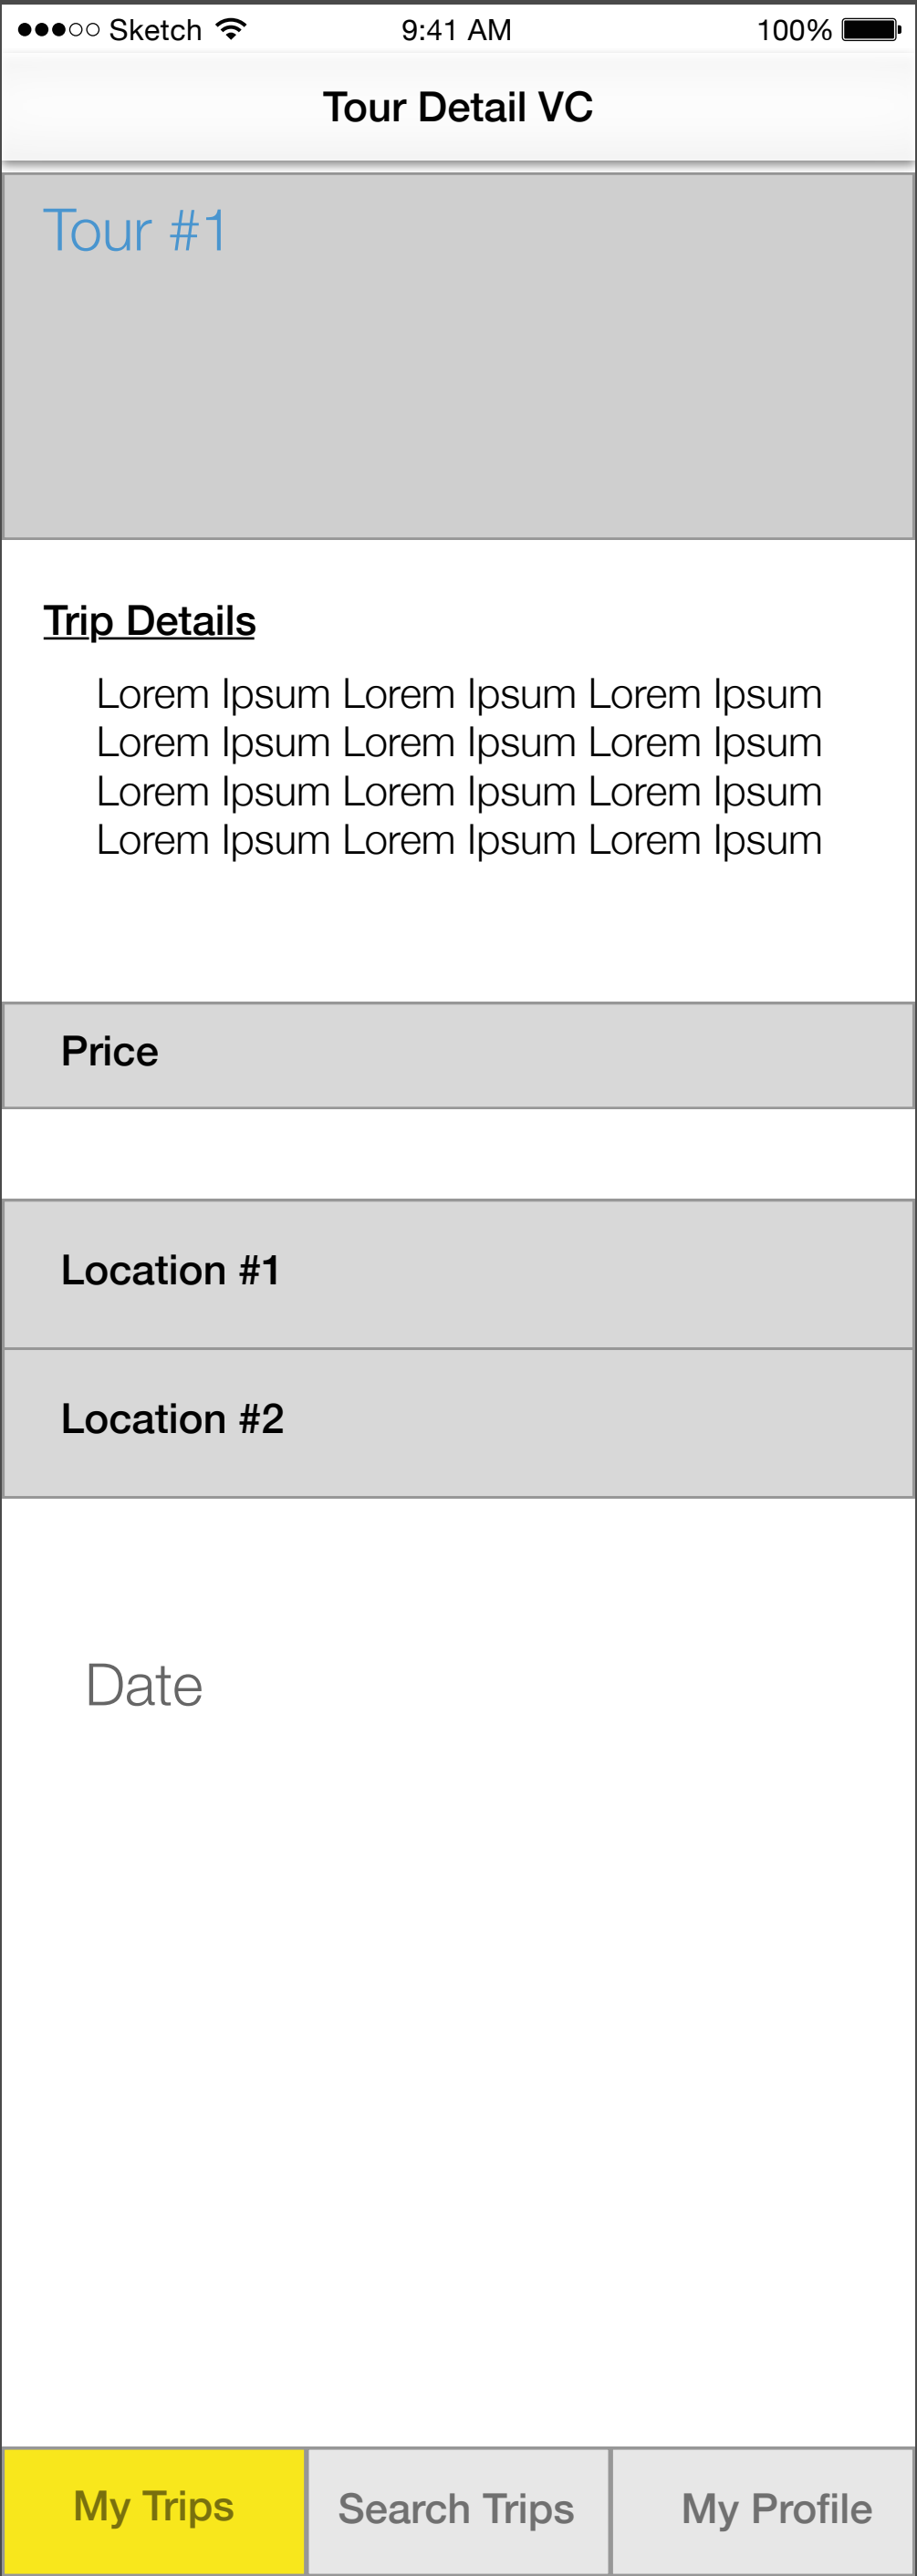 Sketch 9:41 AM 100%
Tour Detail VC
Tour #1
Trip Details
Lorem Ipsum Lorem Ipsum Lorem Ipsum
Lorem Ipsum Lorem Ipsum Lorem Ipsum
Lorem Ipsum Lorem Ipsum Lorem Ipsum
Lorem Ipsum Lorem Ipsum Lorem Ipsum
Price
Location #1
Location #2
Date
My Trips Search Trips My Profile